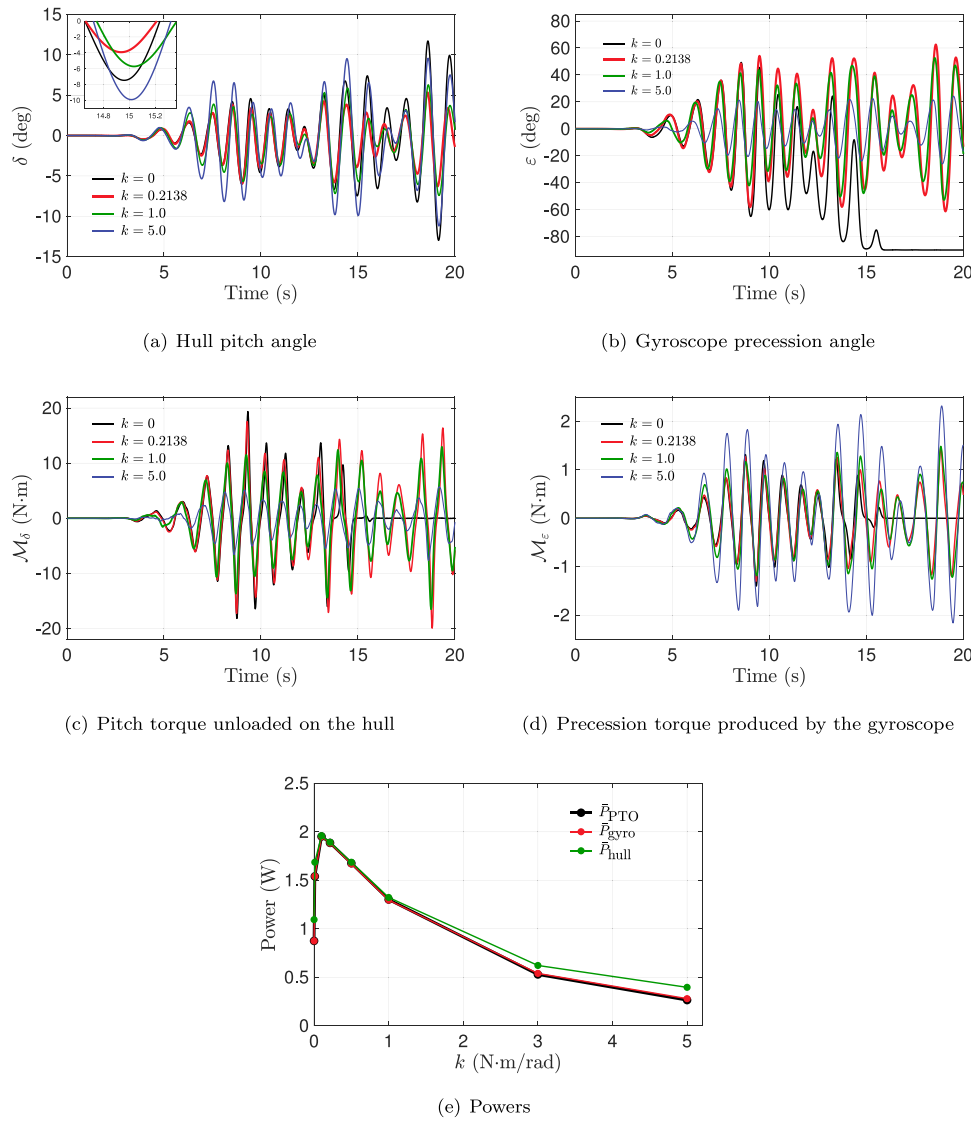 15
10
5
0
-5
-10
-15
δ (deg)
0
-2
-4
-6
-8
-10
14.8
15
15.2
k = 0
k = 0.2138
k = 1.0
k = 5.0
0
5
10
15
20
Time (s)
(a) Hull pitch angle
80
60
40
20
0
-20
-40
-60
-80
ε (deg)
k = 0
k = 0.2138
k = 1.0
k = 5.0
0
5
10
15
20
Time (s)
(b) Gyroscope precession angle
20
10
0
-10
-20
ℳδ (N·m)
k = 0
k = 0.2138
k = 1.0
k = 5.0
0
5
10
15
20
Time (s)
(c) Pitch torque unloaded on the hull
2
1
0
-1
-2
ℳε (N·m)
k = 0
k = 0.2138
k = 1.0
k = 5.0
0
5
10
15
20
Time (s)
(d) Precession torque produced by the gyroscope
2.5
2
1.5
1
0.5
0
Power (W)
P̄PTO
P̄gyro
P̄hull
0
1
2
3
4
5
k (N·m/rad)
(e) Powers